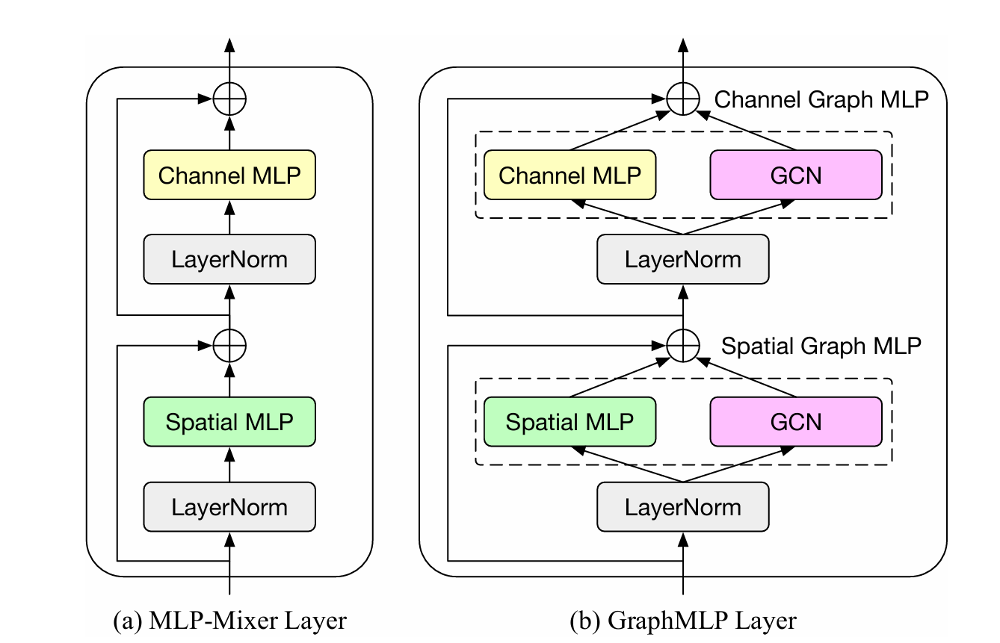 Channel MLP
LayerNorm
Spatial MLP
LayerNorm
(a) MLP-Mixer Layer
Channel Graph MLP
Channel MLP
GCN
LayerNorm
Spatial Graph MLP
Spatial MLP
GCN
LayerNorm
(b) GraphMLP Layer